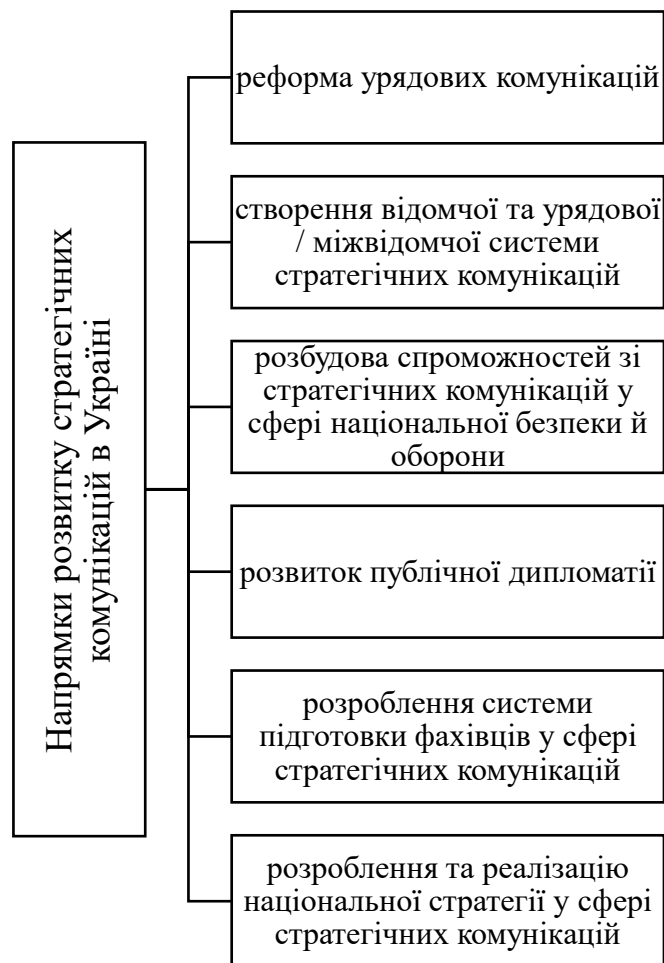 Напрямки розвитку стратегічних
комунікацій в Україні
реформа урядових комунікацій
створення відомчої та урядової
/ міжвідомчої системи
стратегічних комунікацій
розбудова спроможностей зі
стратегічних комунікацій у
сфері національної безпеки й
оборони
розвиток публічної дипломатії
розроблення системи
підготовки фахівців у сфері
стратегічних комунікацій
розроблення та реалізацію
національної стратегії у сфері
стратегічних комунікацій